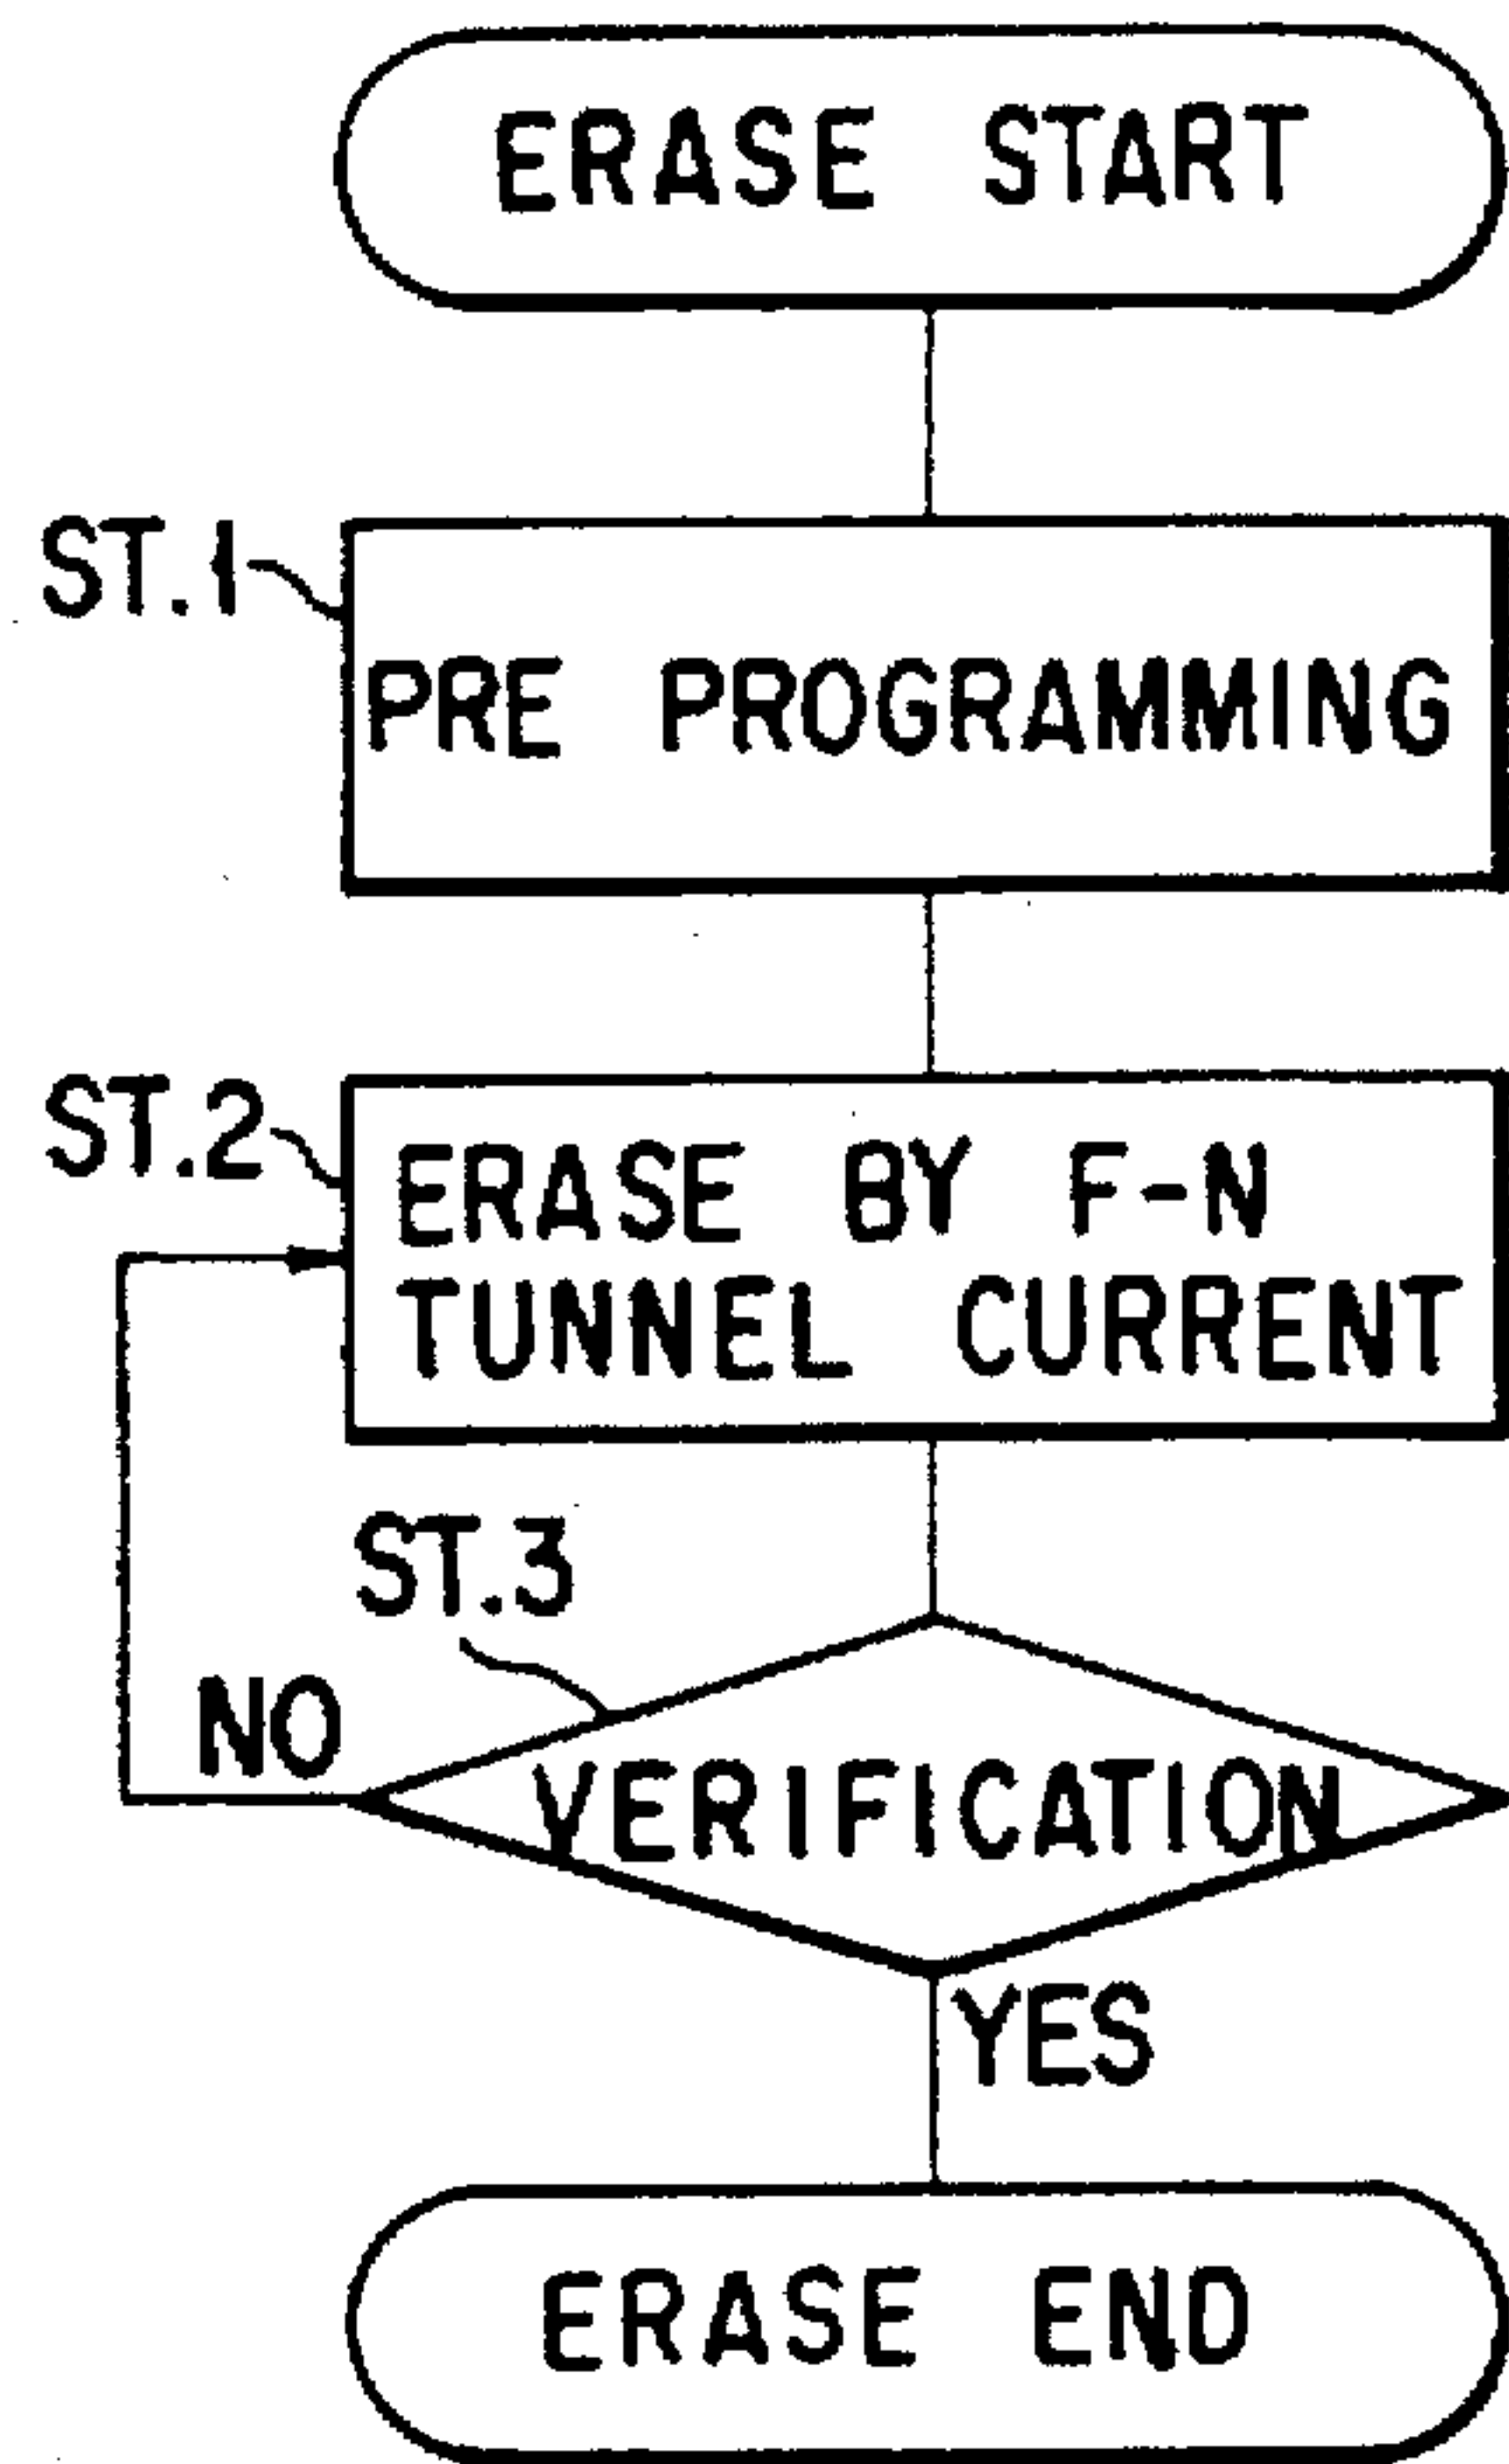 ERASE START
ST.1
PRE PROGRAMMING
ST.2
ERASE BY F-N
TUNNEL CURRENT
ST.3
NO
VERIFICATION
YES
ERASE END